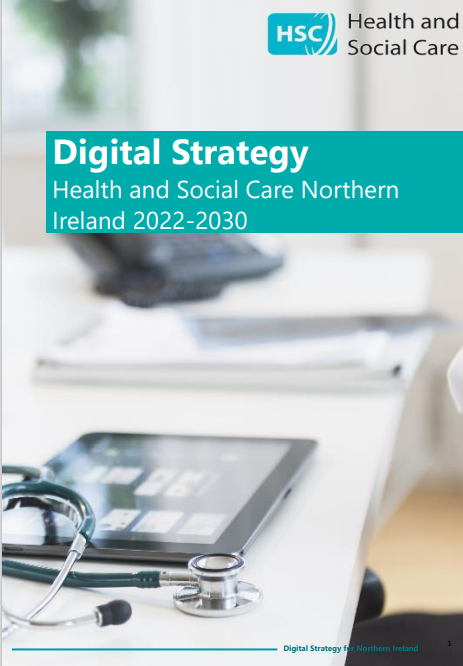 HSC
Health and
Social Care
Digital Strategy
Health and Social Care Northern
Ireland 2022-2030
Digital Strategy for Northern Ireland
1